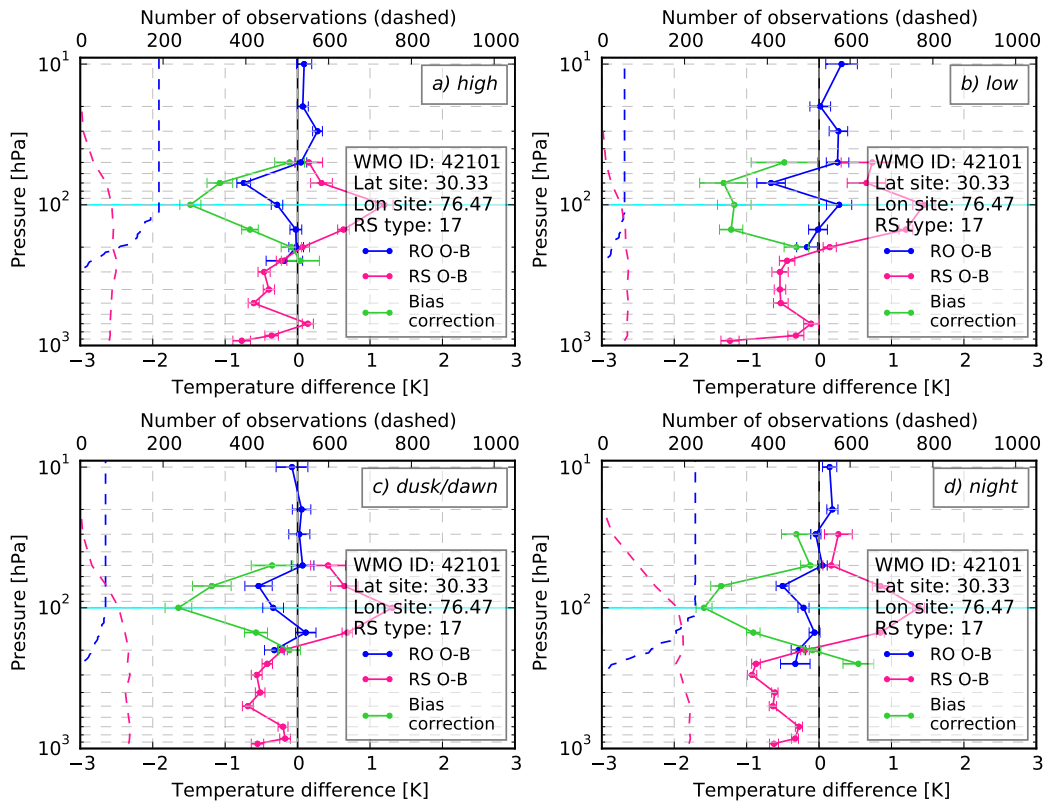 Number of observations (dashed)
0 200 400 600 800 1000
10¹
10²
10³
Pressure [hPa]
a) high
WMO ID: 42101
Lat site: 30.33
Lon site: 76.47
RS type: 17
RO O-B
RS O-B
Bias
correction
−3 −2 −1 0 1 2 3
Temperature difference [K]
Number of observations (dashed)
0 200 400 600 800 1000
10¹
10²
10³
Pressure [hPa]
b) low
WMO ID: 42101
Lat site: 30.33
Lon site: 76.47
RS type: 17
RO O-B
RS O-B
Bias
correction
−3 −2 −1 0 1 2 3
Temperature difference [K]
Number of observations (dashed)
0 200 400 600 800 1000
10¹
10²
10³
Pressure [hPa]
c) dusk/dawn
WMO ID: 42101
Lat site: 30.33
Lon site: 76.47
RS type: 17
RO O-B
RS O-B
Bias
correction
−3 −2 −1 0 1 2 3
Temperature difference [K]
Number of observations (dashed)
0 200 400 600 800 1000
10¹
10²
10³
Pressure [hPa]
d) night
WMO ID: 42101
Lat site: 30.33
Lon site: 76.47
RS type: 17
RO O-B
RS O-B
Bias
correction
−3 −2 −1 0 1 2 3
Temperature difference [K]